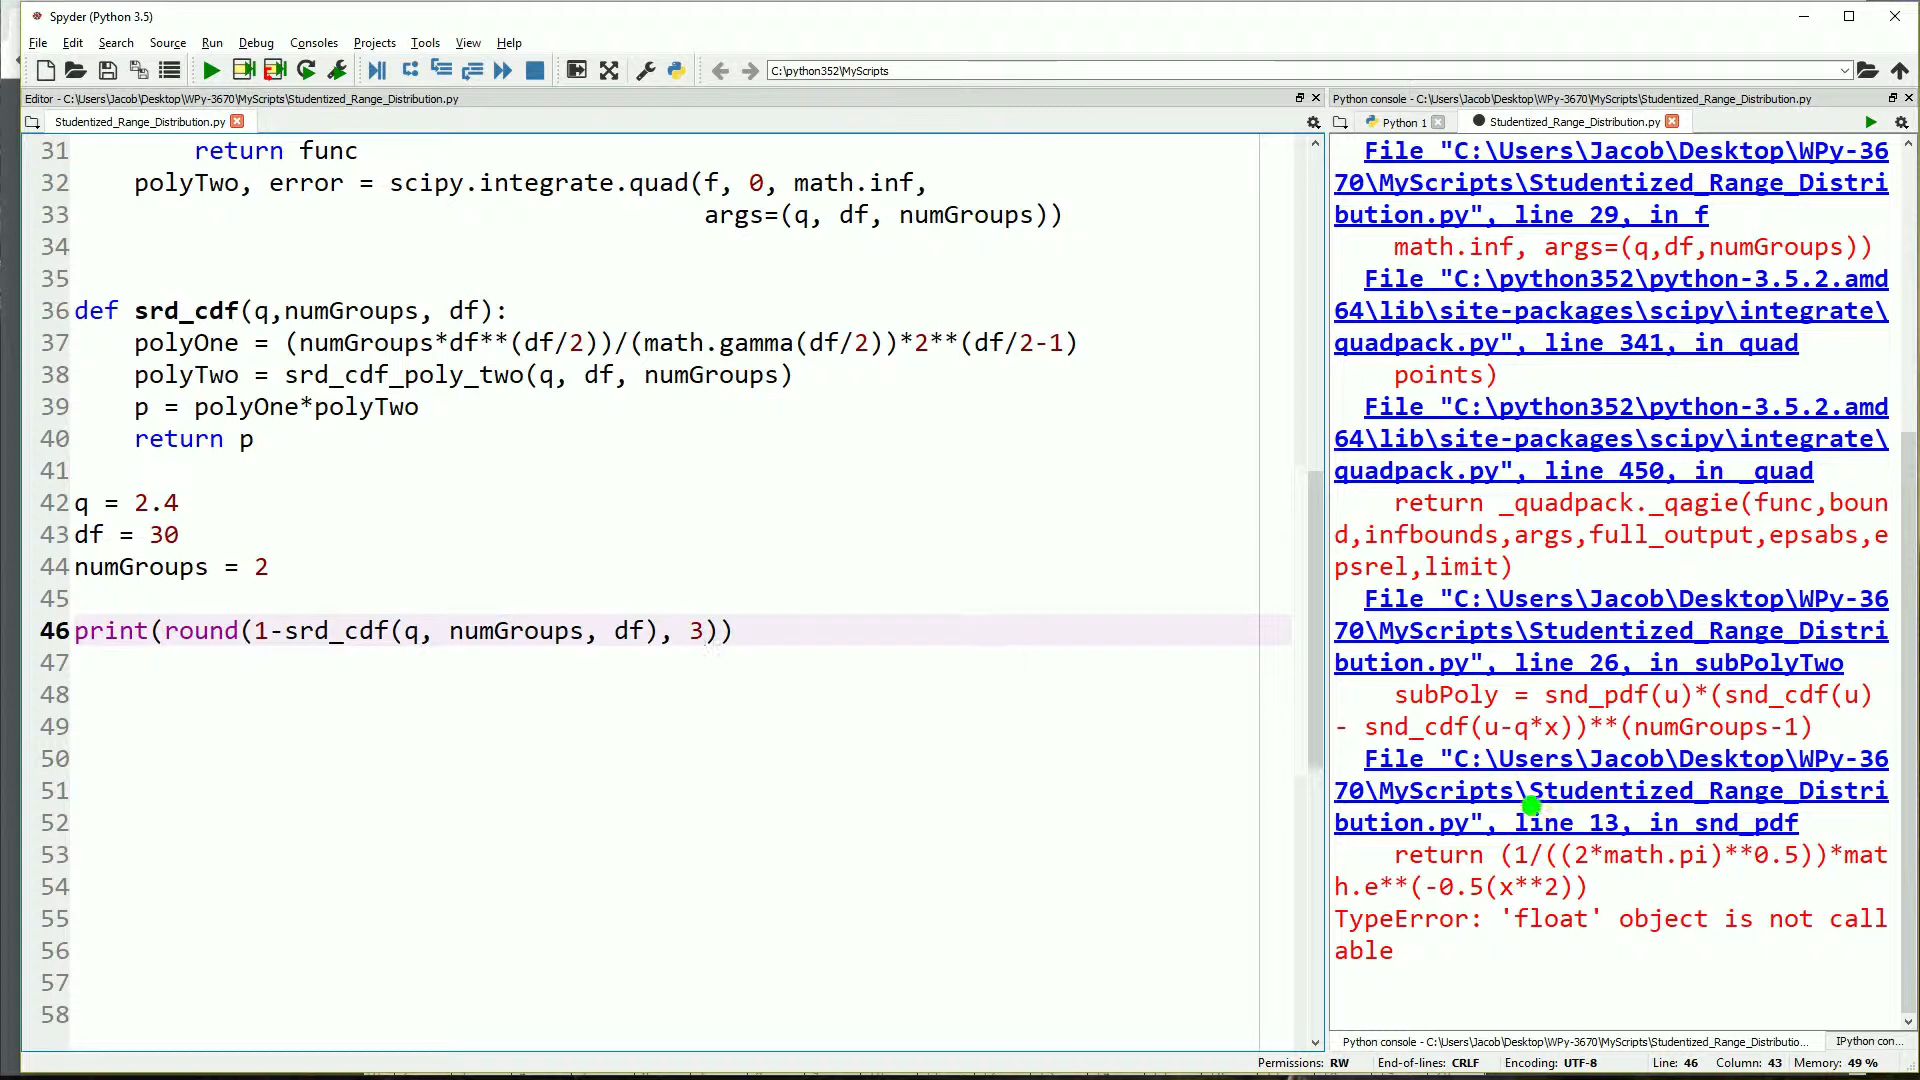 Spyder (Python 3.5)
File Edit Search Source Run Debug Consoles Projects Tools View Help
C:\python352\MyScripts
Editor - C:\Users\Jacob\Desktop\WPy-3670\MyScripts\Studentized_Range_Distribution.py
Studentized_Range_Distribution.py
31 return func
32 polyTwo, error = scipy.integrate.quad(f, 0, math.inf,
33 args=(q, df, numGroups))
34
35
36 def srd_cdf(q,numGroups, df):
37 polyOne = (numGroups*df**(df/2))/(math.gamma(df/2))*2**(df/2-1)
38 polyTwo = srd_cdf_poly_two(q, df, numGroups)
39 p = polyOne*polyTwo
40 return p
41
42 q = 2.4
43 df = 30
44 numGroups = 2
45
46 print(round(1-srd_cdf(q, numGroups, df), 3))
47
48
49
50
51
52
53
54
55
56
57
58
Python console - C:\Users\Jacob\Desktop\WPy-3670\MyScripts\Studentized_Range_Distribution.py
Python 1 Studentized_Range_Distribution.py
File "C:\Users\Jacob\Desktop\WPy-36
70\MyScripts\Studentized_Range_Distri
bution.py", line 29, in f
math.inf, args=(q,df,numGroups))
File "C:\python352\python-3.5.2.amd
64\lib\site-packages\scipy\integrate\
quadpack.py", line 341, in quad
points)
File "C:\python352\python-3.5.2.amd
64\lib\site-packages\scipy\integrate\
quadpack.py", line 450, in _quad
return _quadpack._qagie(func,boun
d,infbounds,args,full_output,epsabs,e
psrel,limit)
File "C:\Users\Jacob\Desktop\WPy-36
70\MyScripts\Studentized_Range_Distri
bution.py", line 26, in subPolyTwo
subPoly = snd_pdf(u)*(snd_cdf(u)
- snd_cdf(u-q*x))**(numGroups-1)
File "C:\Users\Jacob\Desktop\WPy-36
70\MyScripts\Studentized_Range_Distri
bution.py", line 13, in snd_pdf
return (1/((2*math.pi)**0.5))*mat
h.e**(-0.5(x**2))
TypeError: 'float' object is not call
able
Python console - C:\Users\Jacob\Desktop\WPy-3670\MyScripts\Studentized_Range_Distributio... IPython con...
Permissions: RW End-of-lines: CRLF Encoding: UTF-8 Line: 46 Column: 43 Memory: 49 %